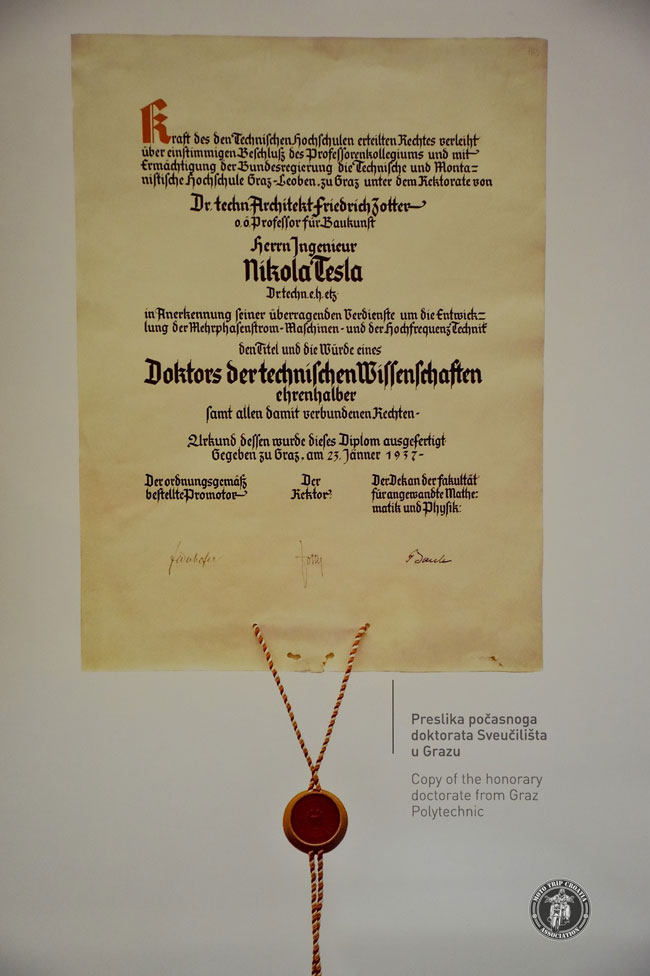 Kraft des den Technischen Hochschulen erteilten Rechtes verleiht
über einstimmigen Beschluß des Professorenkollegiums und mit
Ermächtigung der Bundesregierung die Technische und Monta-
nistische Hochschule Graz-Leoben, zu Graz unter dem Rektorate von
Dr. techn Architekt Friedrich Zotter
o. ö. Professor für Baukunst
Herrn Ingenieur
Nikola Tesla
Dr. techn. e. h. etz
in Anerkennung seiner überragenden Verdienste um die Entwick-
lung der Mehrphasenstrom-Maschinen- und der Hochfrequenz Technik
den Titel und die Würde eines
Doktors der technischen Wissenschaften
ehrenhalber
samt allen damit verbundenen Rechten-
Urkund dessen wurde dieses Diplom ausgefertigt
Gegeben zu Graz, am 23. Jänner 1937-
Der ordnungsgemäß
bestellte Promotor
Der
Rektor:
Der Dekan der fakultät
für angewandte Mathe-
matik und Physik:
Preslika počasnoga
doktorata Sveučilišta
u Grazu
Copy of the honorary
doctorate from Graz
Polytechnic
MOTO TRIP CROATIA
ASSOCIATION